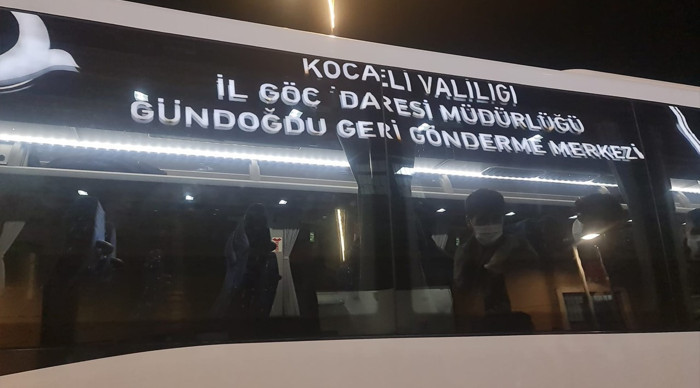 KOCAELİ VALİLİĞİ
İL GÖÇ İDARESİ MÜDÜRLÜĞÜ
GÜNDOĞDU GERİ GÖNDERME MERKEZİ